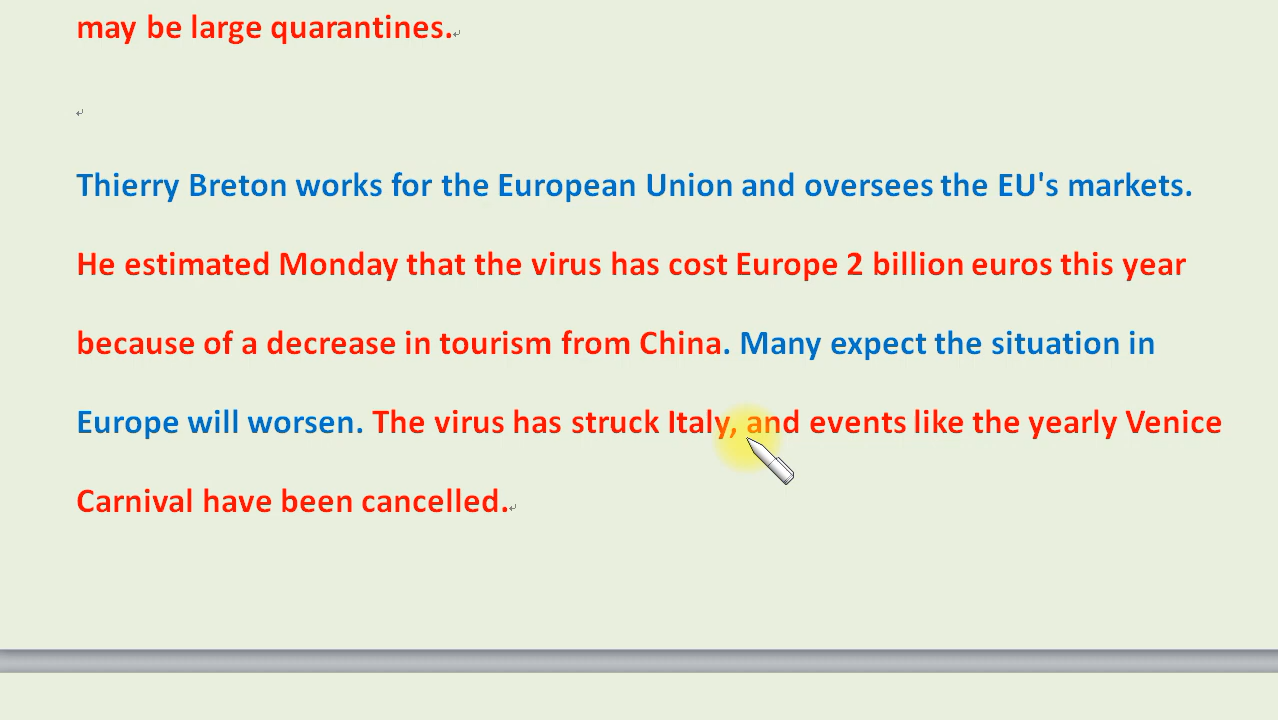 may be large quarantines.
Thierry Breton works for the European Union and oversees the EU's markets.
He estimated Monday that the virus has cost Europe 2 billion euros this year
because of a decrease in tourism from China. Many expect the situation in
Europe will worsen. The virus has struck Italy, and events like the yearly Venice
Carnival have been cancelled.